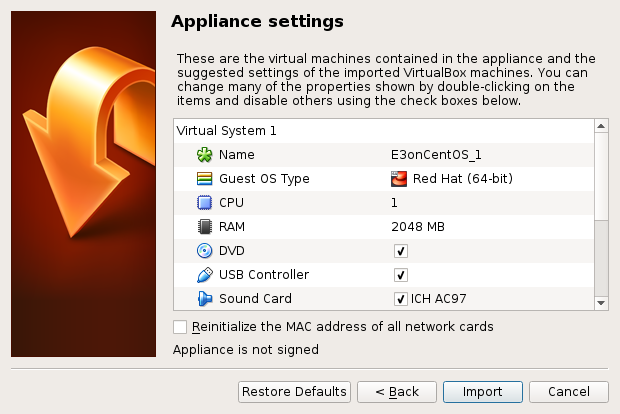 Appliance settings
These are the virtual machines contained in the appliance and the
suggested settings of the imported VirtualBox machines. You can
change many of the properties shown by double-clicking on the
items and disable others using the check boxes below.
Virtual System 1
Name E3onCentOS_1
Guest OS Type Red Hat (64-bit)
CPU 1
RAM 2048 MB
DVD
USB Controller
Sound Card ICH AC97
Reinitialize the MAC address of all network cards
Appliance is not signed
Restore Defaults < Back Import Cancel